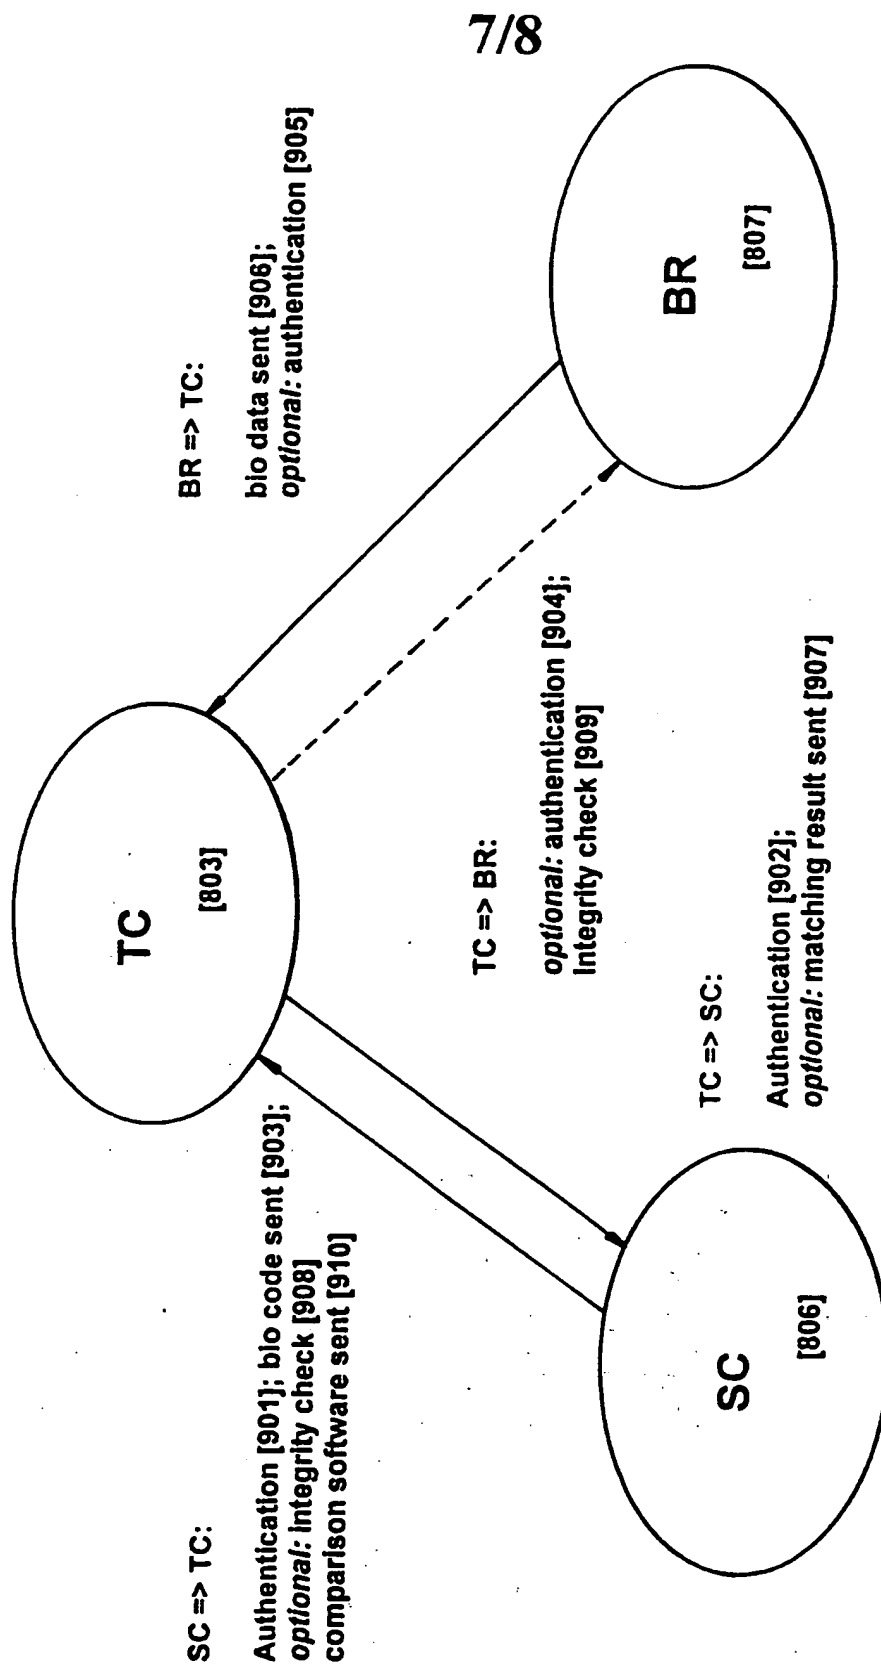 7/8
SC => TC:
Authentication [901]; bio code sent [903];
optional: integrity check [908]
comparison software sent [910]
TC
[803]
BR => TC:
bio data sent [906];
optional: authentication [905]
TC => BR:
optional: authentication [904];
Integrity check [909]
SC
[806]
TC => SC:
Authentication [902];
optional: matching result sent [907]
BR
[807]